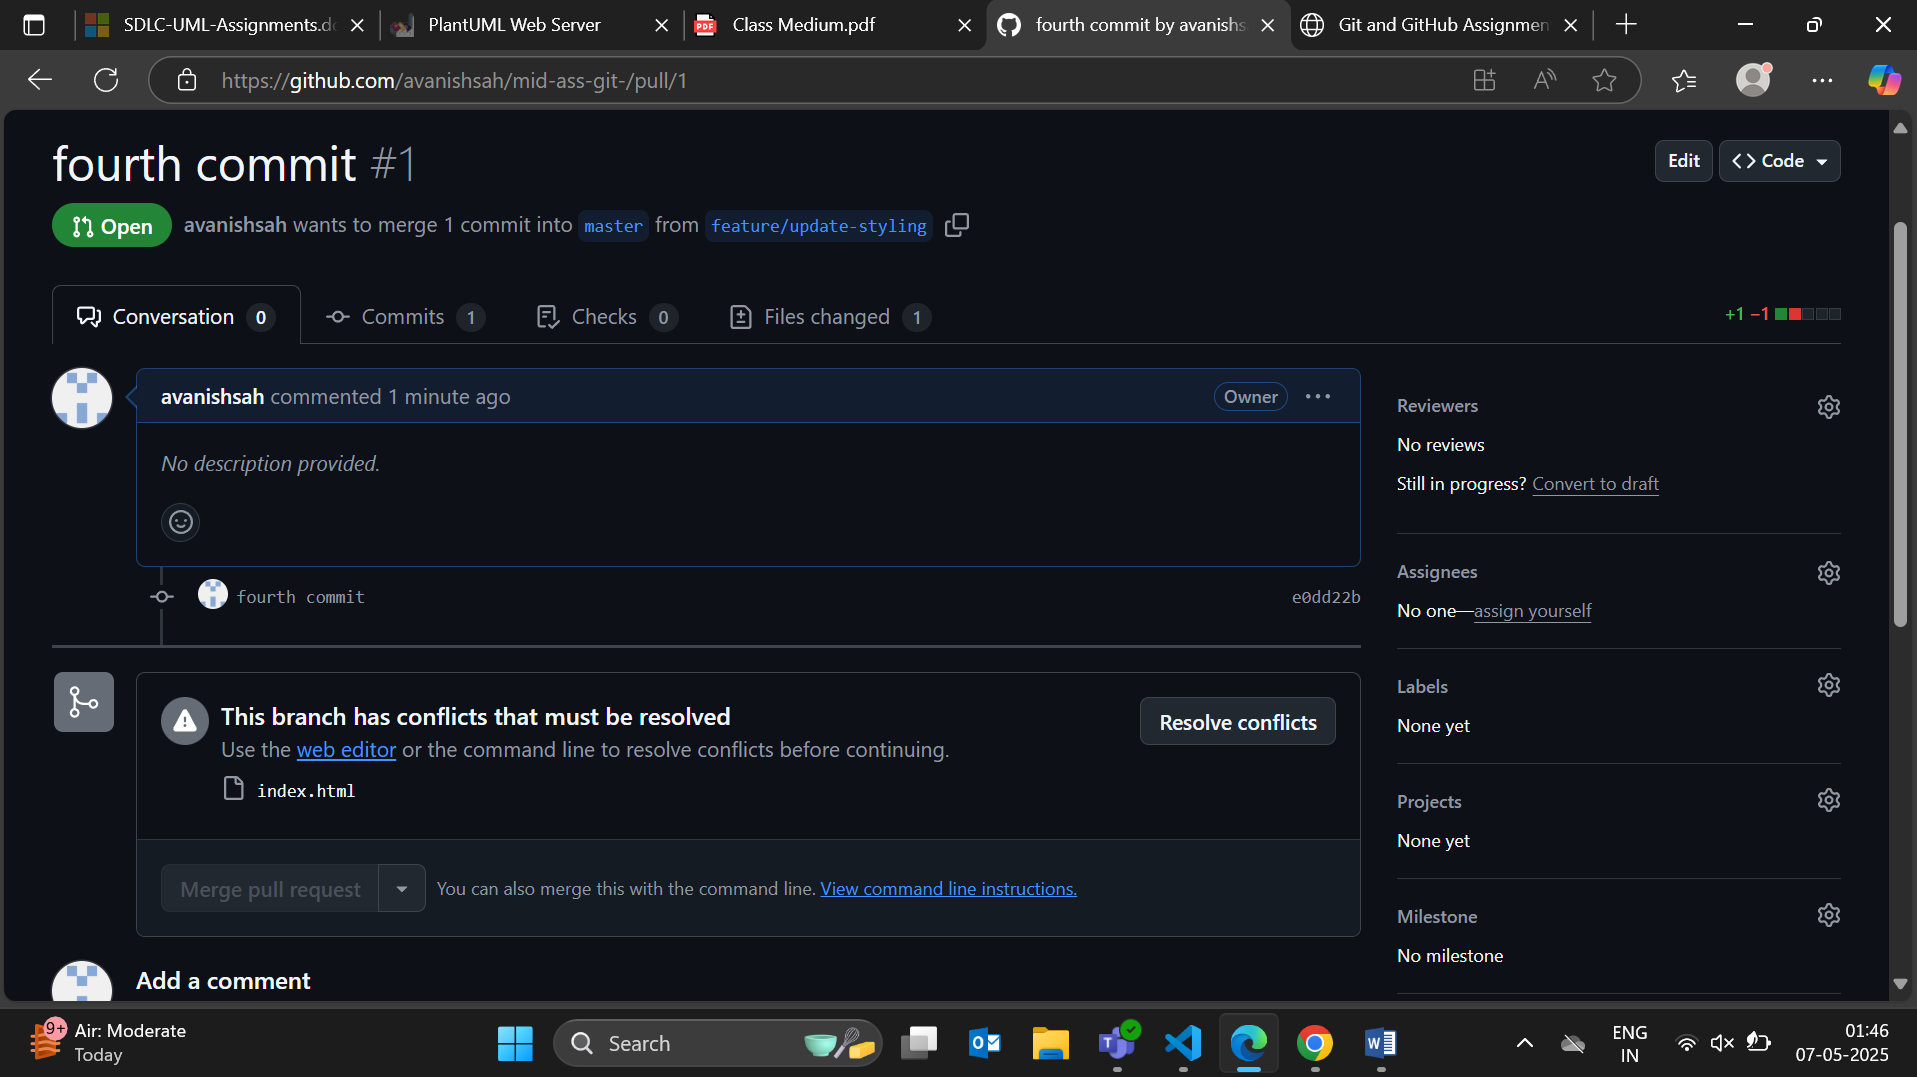 SDLC-UML-Assignments.do
PlantUML Web Server
Class Medium.pdf
fourth commit by avanishs
Git and GitHub Assignmen
https://github.com/avanishsah/mid-ass-git-/pull/1
fourth commit #1
Edit
Code
Open
avanishsah wants to merge 1 commit into master from feature/update-styling
Conversation 0
Commits 1
Checks 0
Files changed 1
+1 −1
avanishsah commented 1 minute ago
Owner
No description provided.
fourth commit
e0dd22b
This branch has conflicts that must be resolved
Use the web editor or the command line to resolve conflicts before continuing.
index.html
Resolve conflicts
Merge pull request
You can also merge this with the command line. View command line instructions.
Add a comment
Reviewers
No reviews
Still in progress? Convert to draft
Assignees
No one—assign yourself
Labels
None yet
Projects
None yet
Milestone
No milestone
9+
Air: Moderate
Today
Search
ENG
IN
01:46
07-05-2025